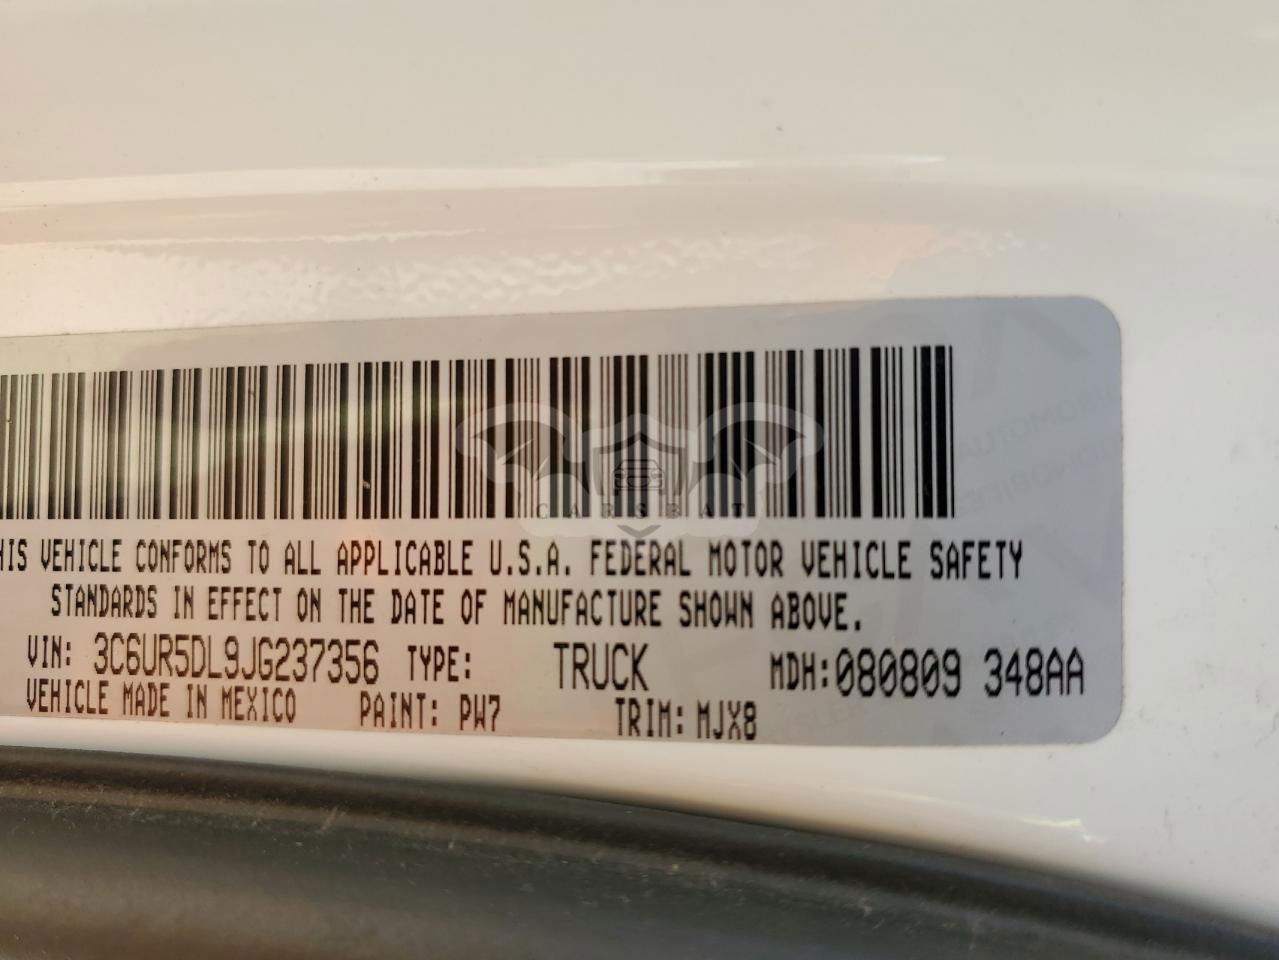 CARSBAT
HIS VEHICLE CONFORMS TO ALL APPLICABLE U.S.A. FEDERAL MOTOR VEHICLE SAFETY
STANDARDS IN EFFECT ON THE DATE OF MANUFACTURE SHOWN ABOVE.
VIN: 3C6UR5DL9JG237356 TYPE: TRUCK MDH:080809 348AA
VEHICLE MADE IN MEXICO PAINT: PW7 TRIM: MJX8